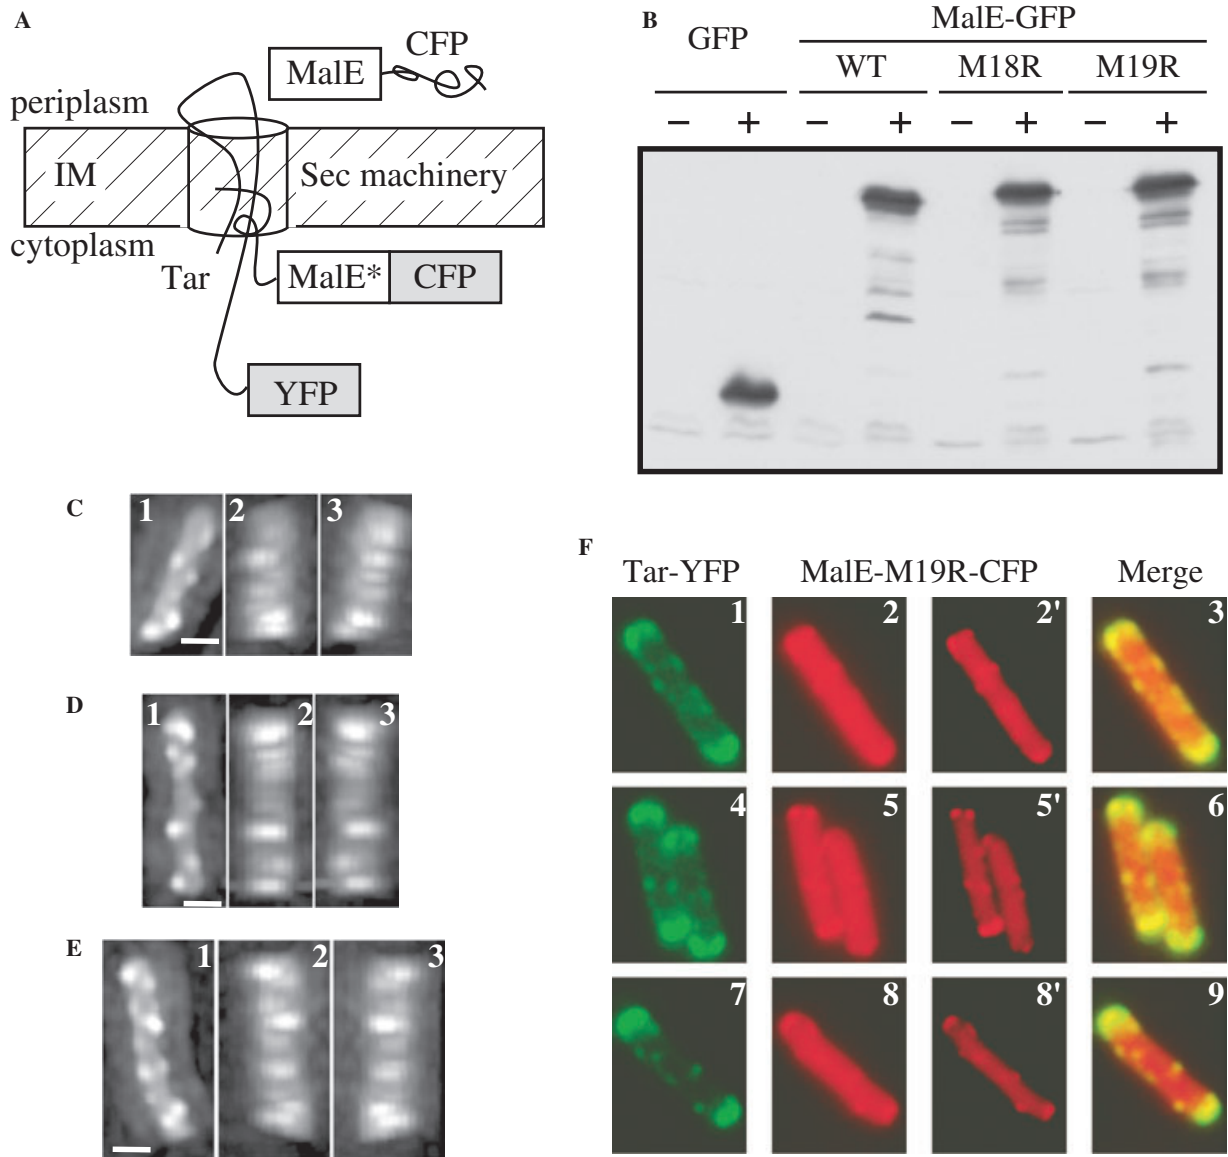 A
CFP
MalE
periplasm
IM
Sec machinery
cytoplasm
Tar
MalE*
CFP
YFP
B
MalE-GFP
GFP
WT
M18R
M19R
− + − + − + − +
C
1 2 3
D
1 2 3
E
1 2 3
F
Tar-YFP MalE-M19R-CFP Merge
1 2 2' 3
4 5 5' 6
7 8 8' 9